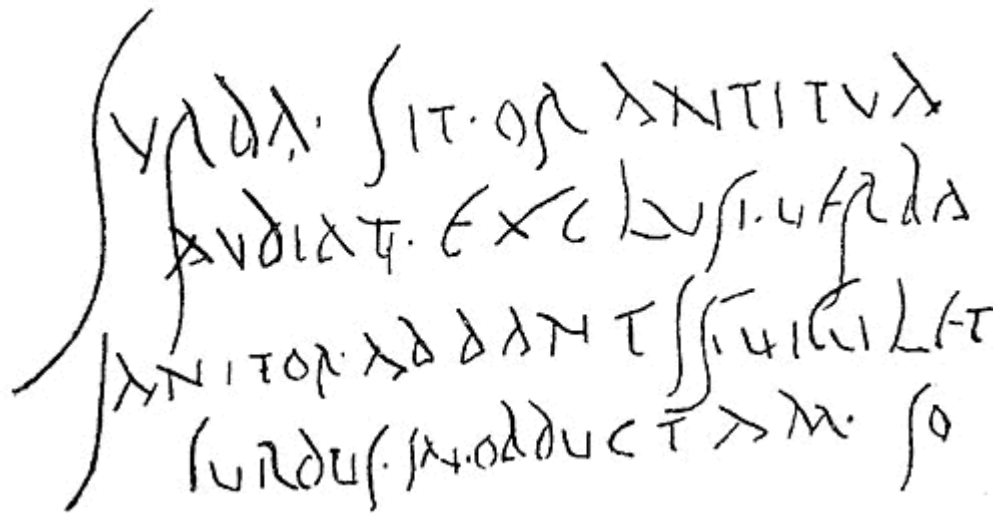 SVRDA· SIT· ORANTI TVA
AVDIAT· EXCLVSI· VERBA
IANITOR· AD DANTIS VIGILET
SVRDVS· IN· OBDVCTAM· SO